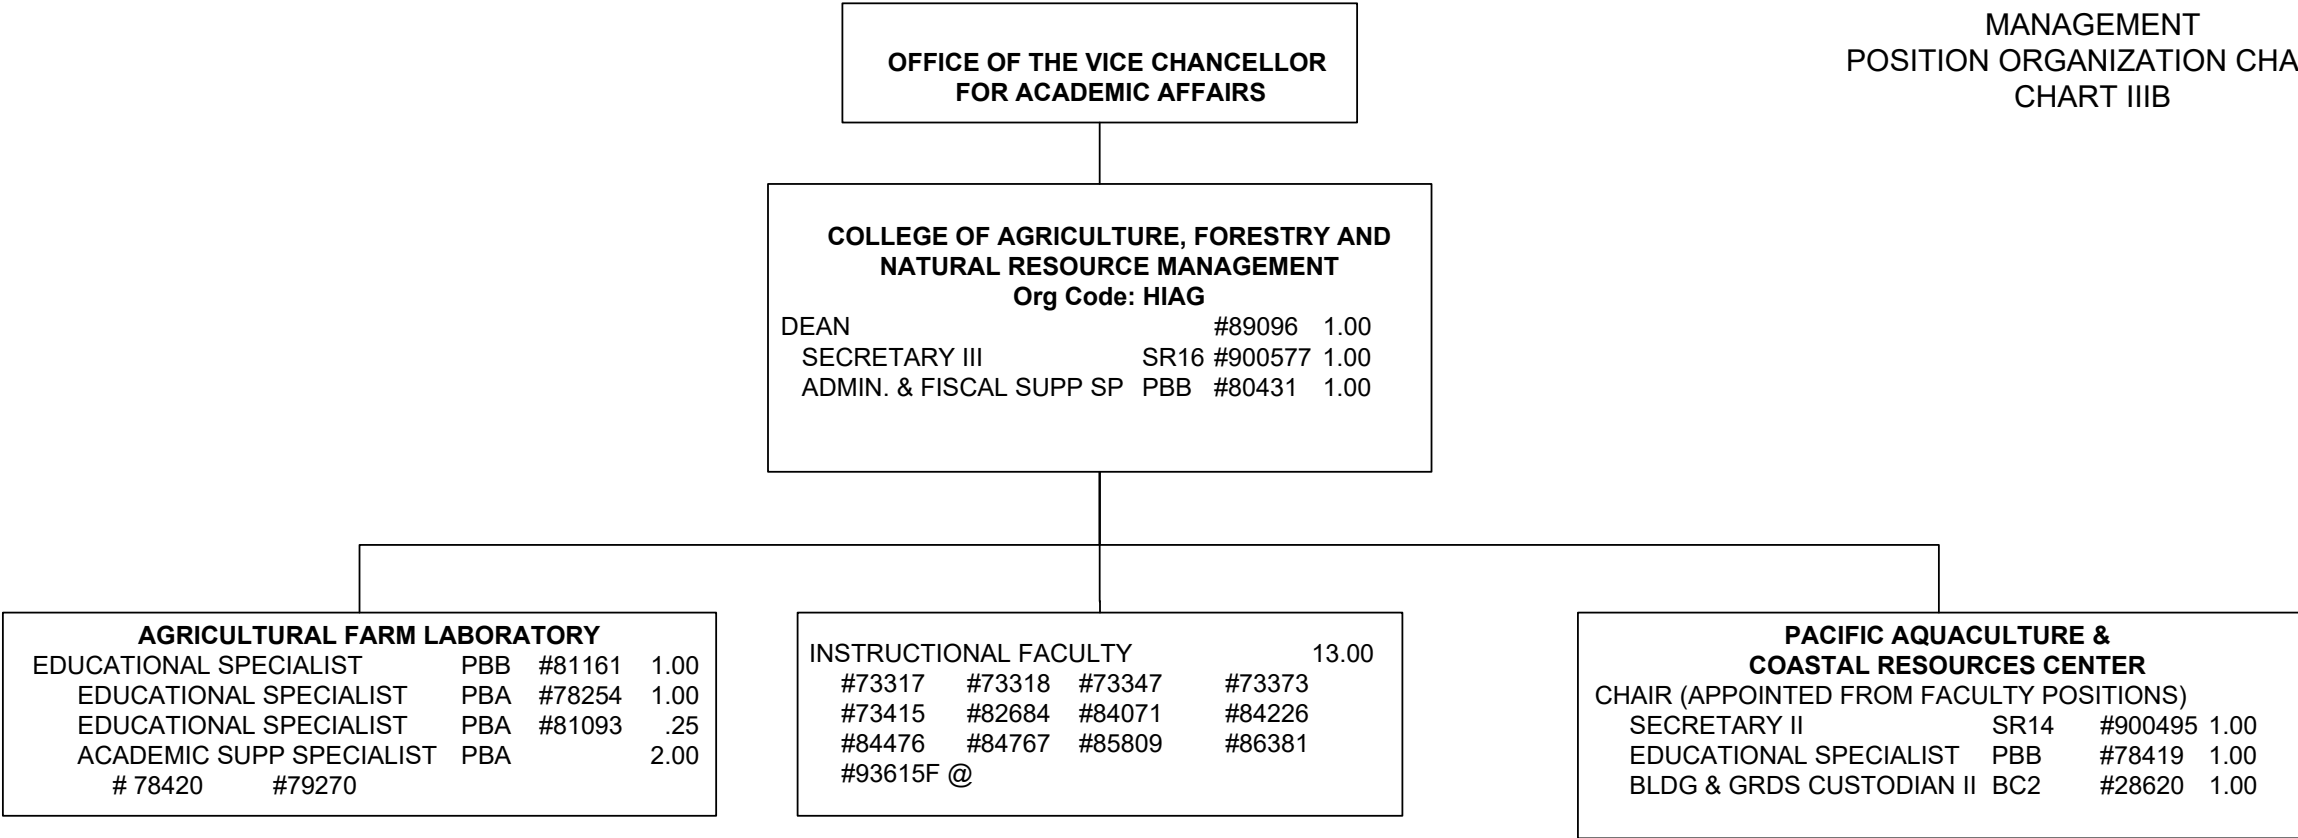 MANAGEMENT
POSITION ORGANIZATION CHA
CHART IIIB
OFFICE OF THE VICE CHANCELLOR
FOR ACADEMIC AFFAIRS
COLLEGE OF AGRICULTURE, FORESTRY AND
NATURAL RESOURCE MANAGEMENT
Org Code: HIAG
DEAN #89096 1.00
SECRETARY III SR16 #900577 1.00
ADMIN. & FISCAL SUPP SP PBB #80431 1.00
AGRICULTURAL FARM LABORATORY
EDUCATIONAL SPECIALIST PBB #81161 1.00
EDUCATIONAL SPECIALIST PBA #78254 1.00
EDUCATIONAL SPECIALIST PBA #81093 .25
ACADEMIC SUPP SPECIALIST PBA 2.00
# 78420 #79270
INSTRUCTIONAL FACULTY 13.00
#73317 #73318 #73347 #73373
#73415 #82684 #84071 #84226
#84476 #84767 #85809 #86381
#93615F @
PACIFIC AQUACULTURE &
COASTAL RESOURCES CENTER
CHAIR (APPOINTED FROM FACULTY POSITIONS)
SECRETARY II SR14 #900495 1.00
EDUCATIONAL SPECIALIST PBB #78419 1.00
BLDG & GRDS CUSTODIAN II BC2 #28620 1.00